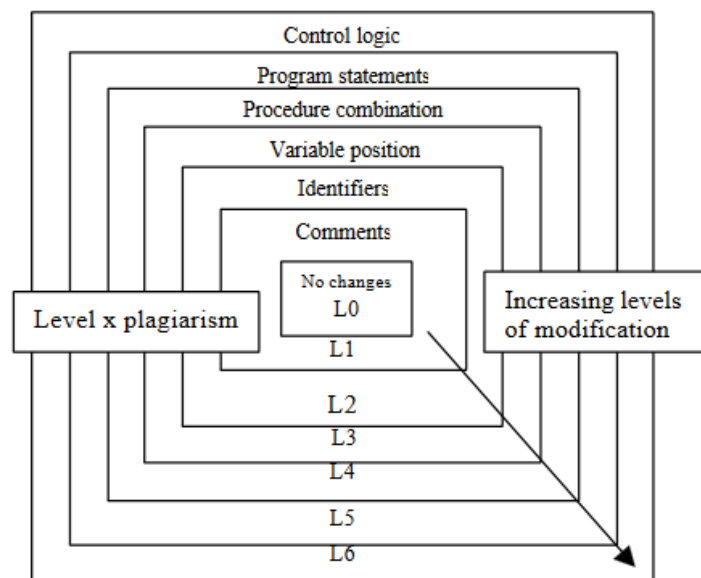 Control logic
Program statements
Procedure combination
Variable position
Identifiers
Comments
No changes
L0
Level x plagiarism
Increasing levels
of modification
L1
L2
L3
L4
L5
L6